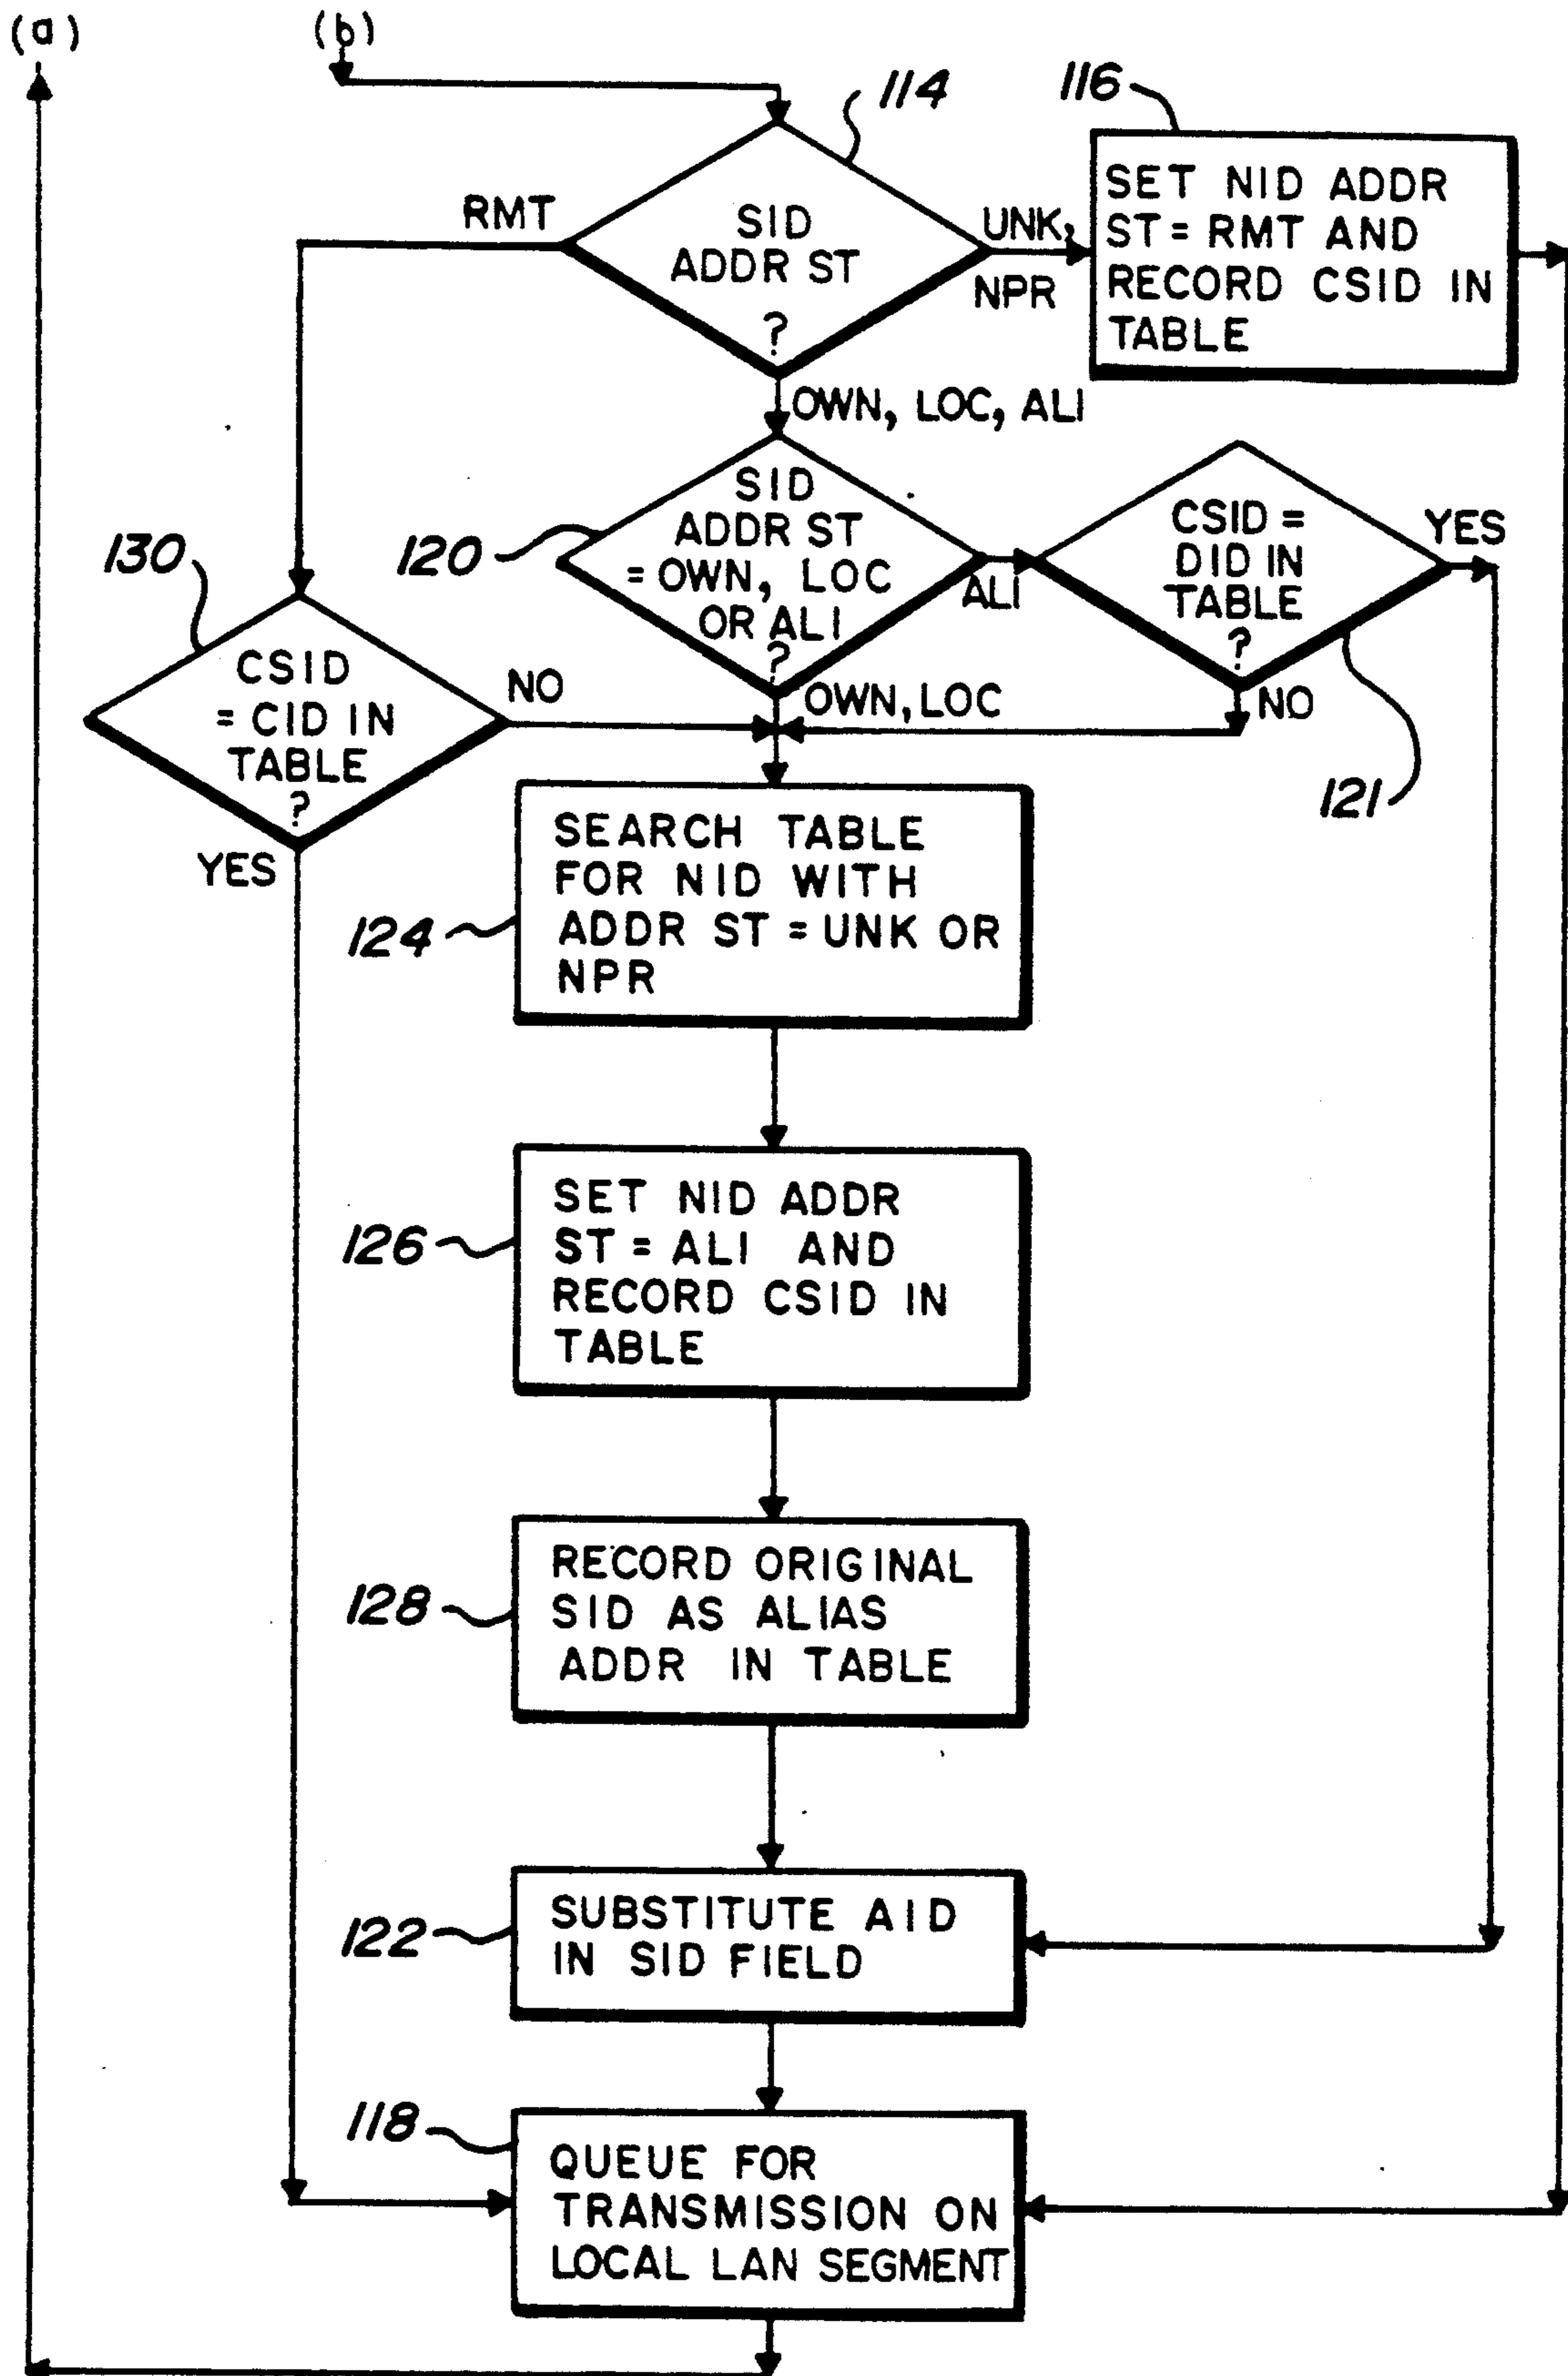 (a)
(b)
114
116
SID
ADDR ST
?
RMT
UNK,
NPR
SET NID ADDR
ST = RMT AND
RECORD CSID IN
TABLE
OWN, LOC, ALI
120
SID
ADDR ST
= OWN, LOC
OR ALI
?
ALI
CSID =
DID IN
TABLE
?
YES
NO
121
130
CSID
= CID IN
TABLE
?
NO
YES
OWN, LOC
124
SEARCH TABLE
FOR NID WITH
ADDR ST = UNK OR
NPR
126
SET NID ADDR
ST = ALI AND
RECORD CSID IN
TABLE
128
RECORD ORIGINAL
SID AS ALIAS
ADDR IN TABLE
122
SUBSTITUTE AID
IN SID FIELD
118
QUEUE FOR
TRANSMISSION ON
LOCAL LAN SEGMENT